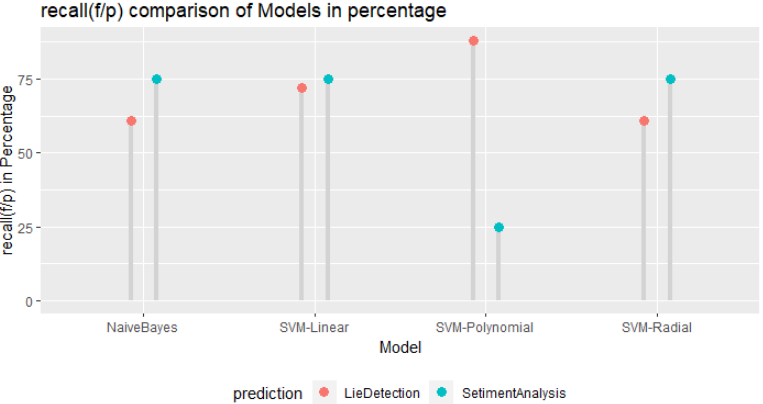 recall(f/p) comparison of Models in percentage
recall(f/p) in Percentage
75
50
25
0
NaiveBayes SVM-Linear SVM-Polynomial SVM-Radial
Model
prediction LieDetection SetimentAnalysis